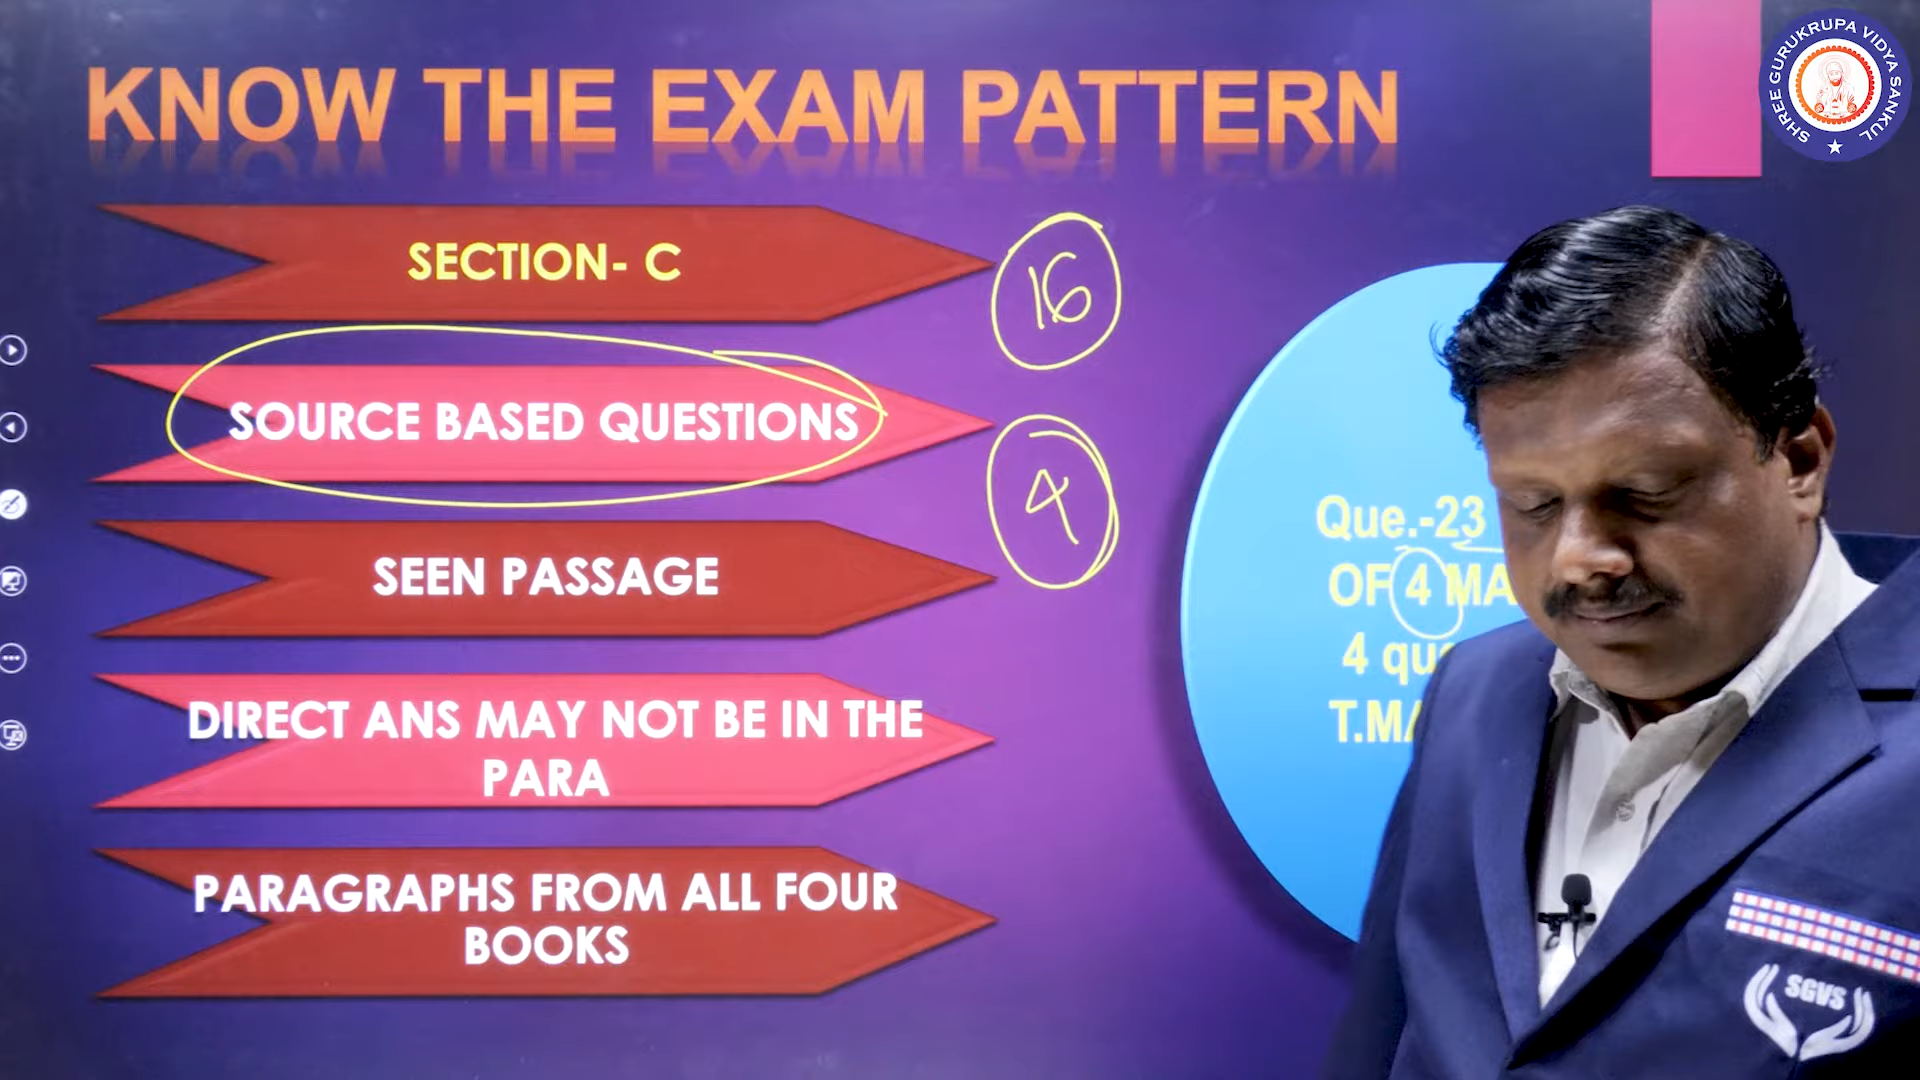 KNOW THE EXAM PATTERN
SHREE GURUKRUPA VIDYA SANKUL
SECTION- C
16
SOURCE BASED QUESTIONS
4
SEEN PASSAGE
DIRECT ANS MAY NOT BE IN THE
PARA
PARAGRAPHS FROM ALL FOUR
BOOKS
Que.-23
OF 4
4
SGVS